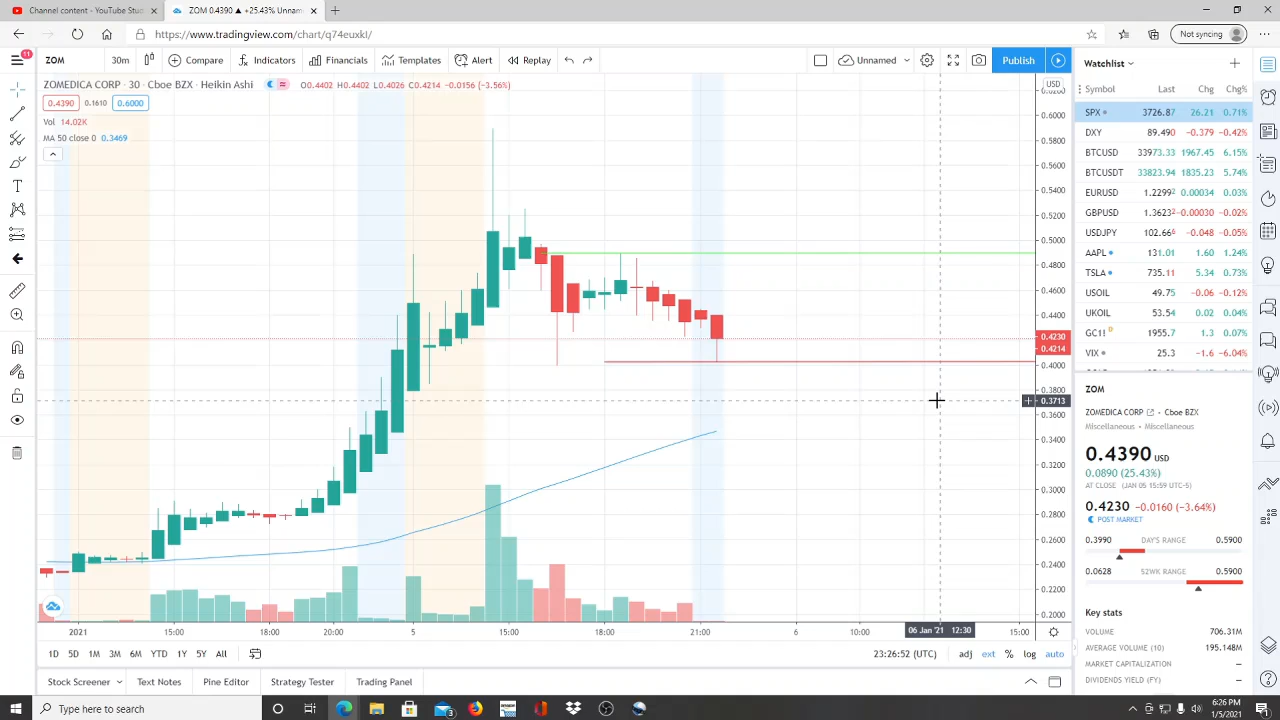 Channel content - YouTube Studio
ZOM 0.4390 ▲ +25.43% Unnam
https://www.tradingview.com/chart/q74euxkl/
Not syncing
11
ZOM 30m Compare Indicators Financials Templates Alert Replay Unnamed Publish
ZOMEDICA CORP · 30 · Cboe BZX · Heikin Ashi O0.4402 H0.4402 L0.4026 C0.4214 -0.0156 (-3.56%)
0.4390 0.1610 0.6000
Vol 14.02K
MA 50 close 0 0.3469
USD
0.6200
0.6000
0.5800
0.5600
0.5400
0.5200
0.5000
0.4800
0.4600
0.4400
0.4230
0.4214
0.4000
0.3800
0.3713
0.3600
0.3400
0.3200
0.3000
0.2800
0.2600
0.2400
0.2200
0.2000
2021 15:00 18:00 20:00 5 15:00 18:00 21:00 6 10:00 06 Jan '21 12:30 15:00
1D 5D 1M 3M 6M YTD 1Y 5Y All 23:26:52 (UTC) adj ext % log auto
Stock Screener Text Notes Pine Editor Strategy Tester Trading Panel
Watchlist
Symbol Last Chg Chg%
SPX 3726.87 26.21 0.71%
DXY 89.490 -0.379 -0.42%
BTCUSD 33973.33 1967.45 6.15%
BTCUSDT 33823.94 1835.23 5.74%
EURUSD 1.2299² 0.00034 0.03%
GBPUSD 1.3623² -0.00030 -0.02%
USDJPY 102.66⁶ -0.048 -0.05%
AAPL 131.01 1.60 1.24%
TSLA 735.11 5.34 0.73%
USOIL 49.75 -0.06 -0.12%
UKOIL 53.54 0.02 0.04%
GC1! D 1955.7 1.3 0.07%
VIX 25.3 -1.6 -6.04%
ZOM
ZOMEDICA CORP · Cboe BZX
Miscellaneous · Miscellaneous
0.4390 USD
0.0890 (25.43%)
AT CLOSE (JAN 05 15:59 UTC-5)
0.4230 -0.0160 (-3.64%)
POST MARKET
0.3990 DAY'S RANGE 0.5900
0.0628 52WK RANGE 0.5900
Key stats
VOLUME 706.31M
AVERAGE VOLUME (10) 195.148M
MARKET CAPITALIZATION —
DIVIDENDS YIELD (FY) —
Type here to search
3
6:26 PM
1/5/2021